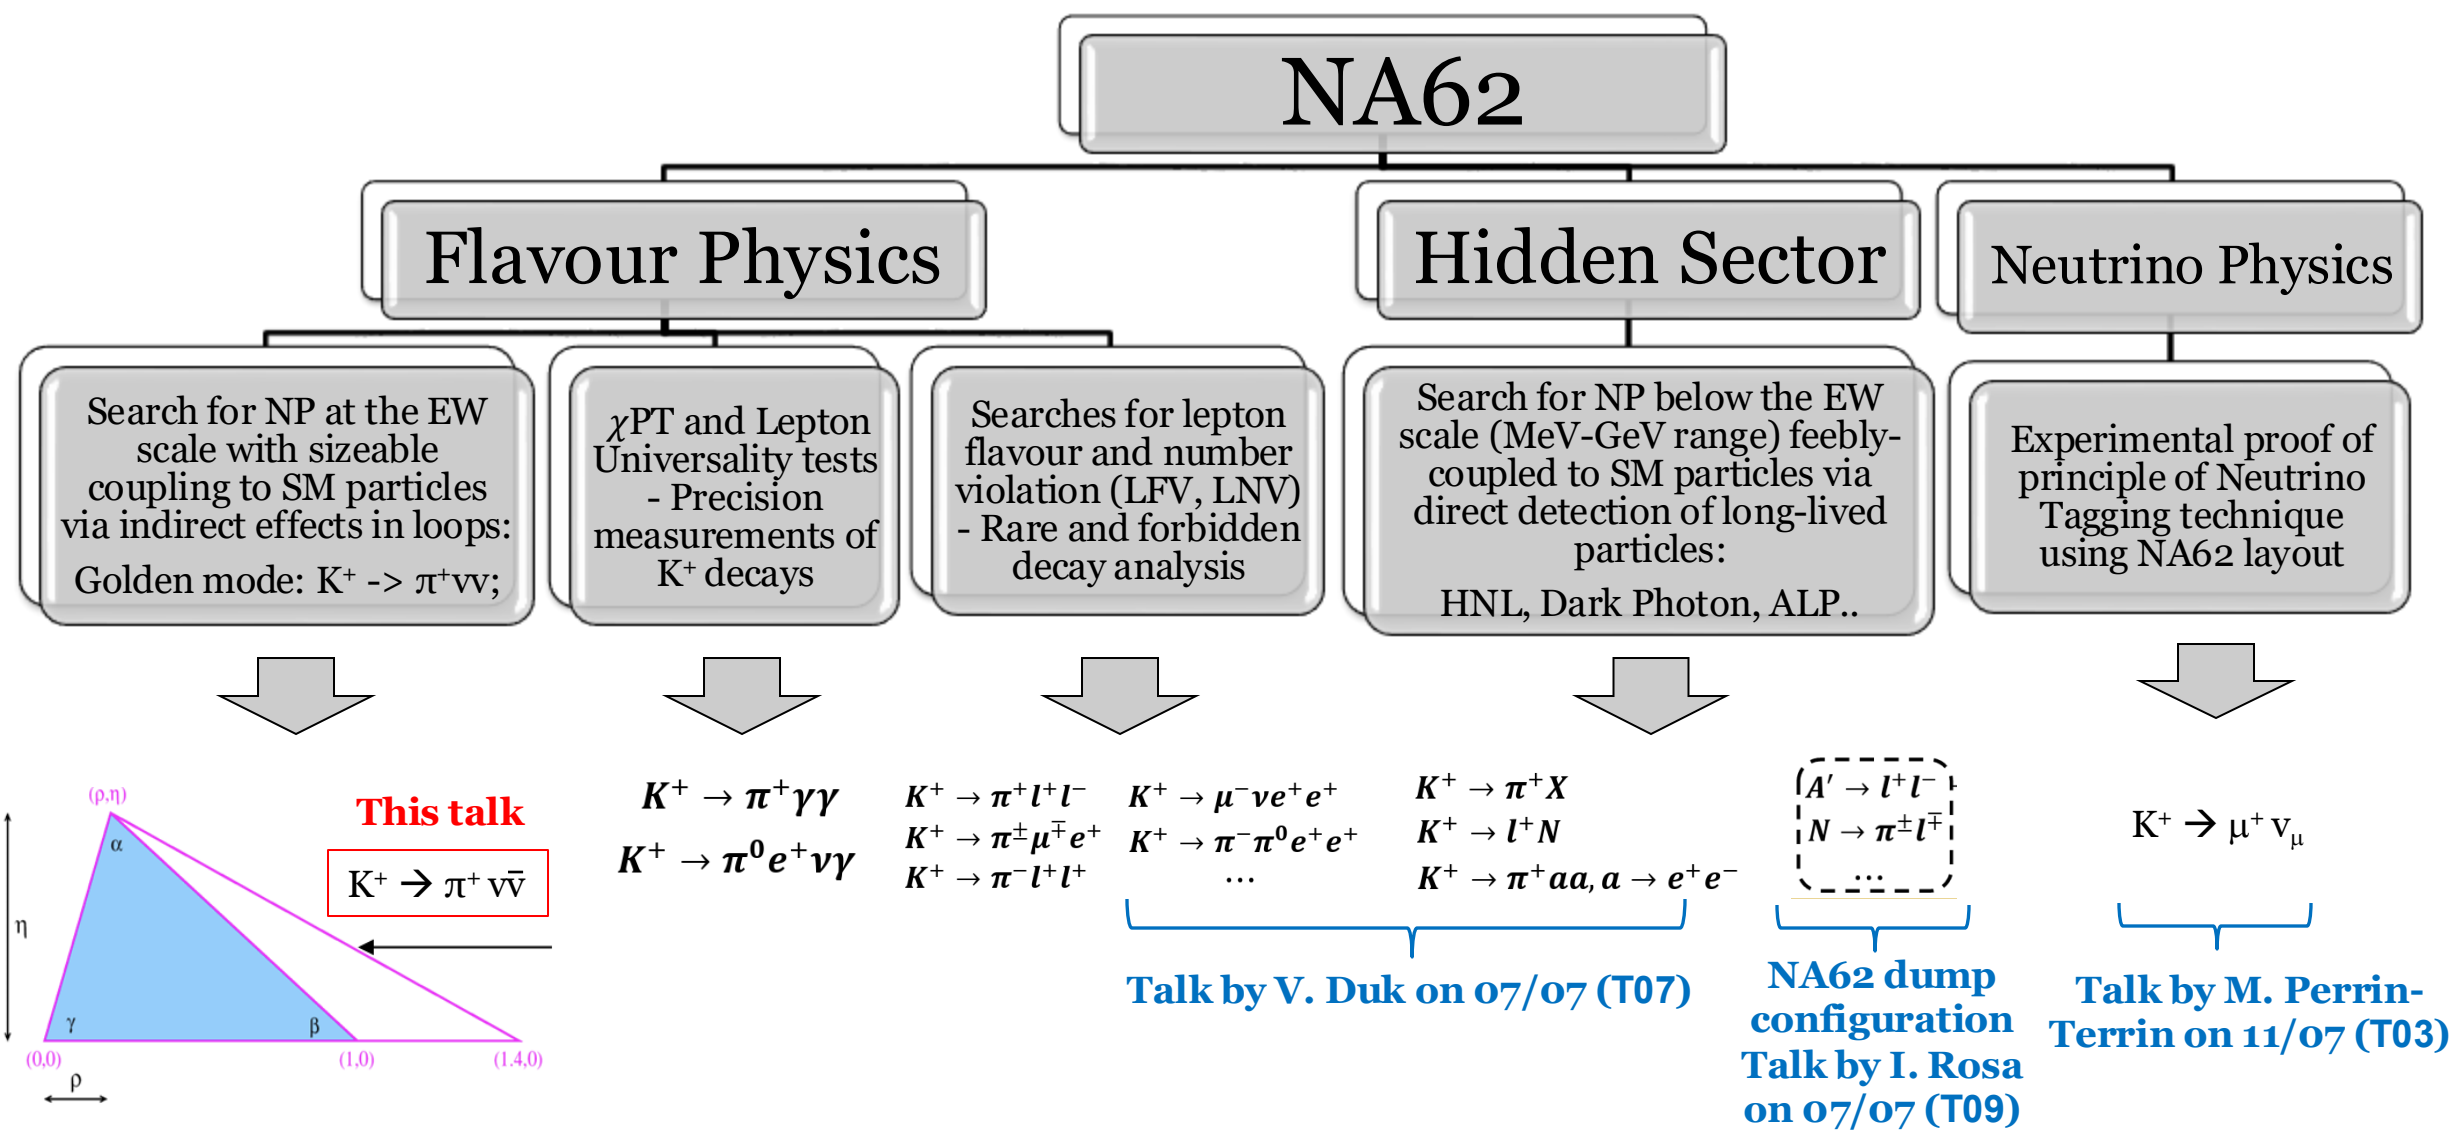 NA62
Flavour Physics
Hidden Sector
Neutrino Physics
Search for NP at the EW
scale with sizeable
coupling to SM particles
via indirect effects in loops:
Golden mode: K⁺ -> π⁺vv;
χPT and Lepton
Universality tests
- Precision
measurements of
K⁺ decays
Searches for lepton
flavour and number
violation (LFV, LNV)
- Rare and forbidden
decay analysis
Search for NP below the EW
scale (MeV-GeV range) feebly-
coupled to SM particles via
direct detection of long-lived
particles:
HNL, Dark Photon, ALP..
Experimental proof of
principle of Neutrino
Tagging technique
using NA62 layout
(ρ,η)
α
η
γ
β
(0,0)
(1,0)
(1.4,0)
ρ
This talk
K⁺ → π⁺ νν̄
K⁺ → π⁺γγ
K⁺ → π⁰e⁺νγ
K⁺ → π⁺l⁺l⁻
K⁺ → π^±μ^∓e⁺
K⁺ → π⁻l⁺l⁺
K⁺ → μ⁻νe⁺e⁺
K⁺ → π⁻π⁰e⁺e⁺
...
K⁺ → π⁺X
K⁺ → l⁺N
K⁺ → π⁺aa, a → e⁺e⁻
Talk by V. Duk on 07/07 (T07)
A′ → l⁺l⁻
N → π^±l^∓
...
NA62 dump
configuration
Talk by I. Rosa
on 07/07 (T09)
K⁺ → μ⁺ ν_μ
Talk by M. Perrin-
Terrin on 11/07 (T03)